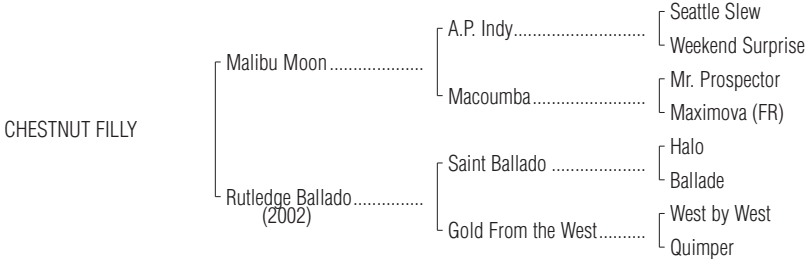 Seattle Slew
A.P. Indy..............................
Weekend Surprise
Malibu Moon.....................
Mr. Prospector
Macoumba..........................
Maximova (FR)
CHESTNUT FILLY
Halo
Saint Ballado .....................
Ballade
Rutledge Ballado................
(2002)
West by West
Gold From the West..........
Quimper